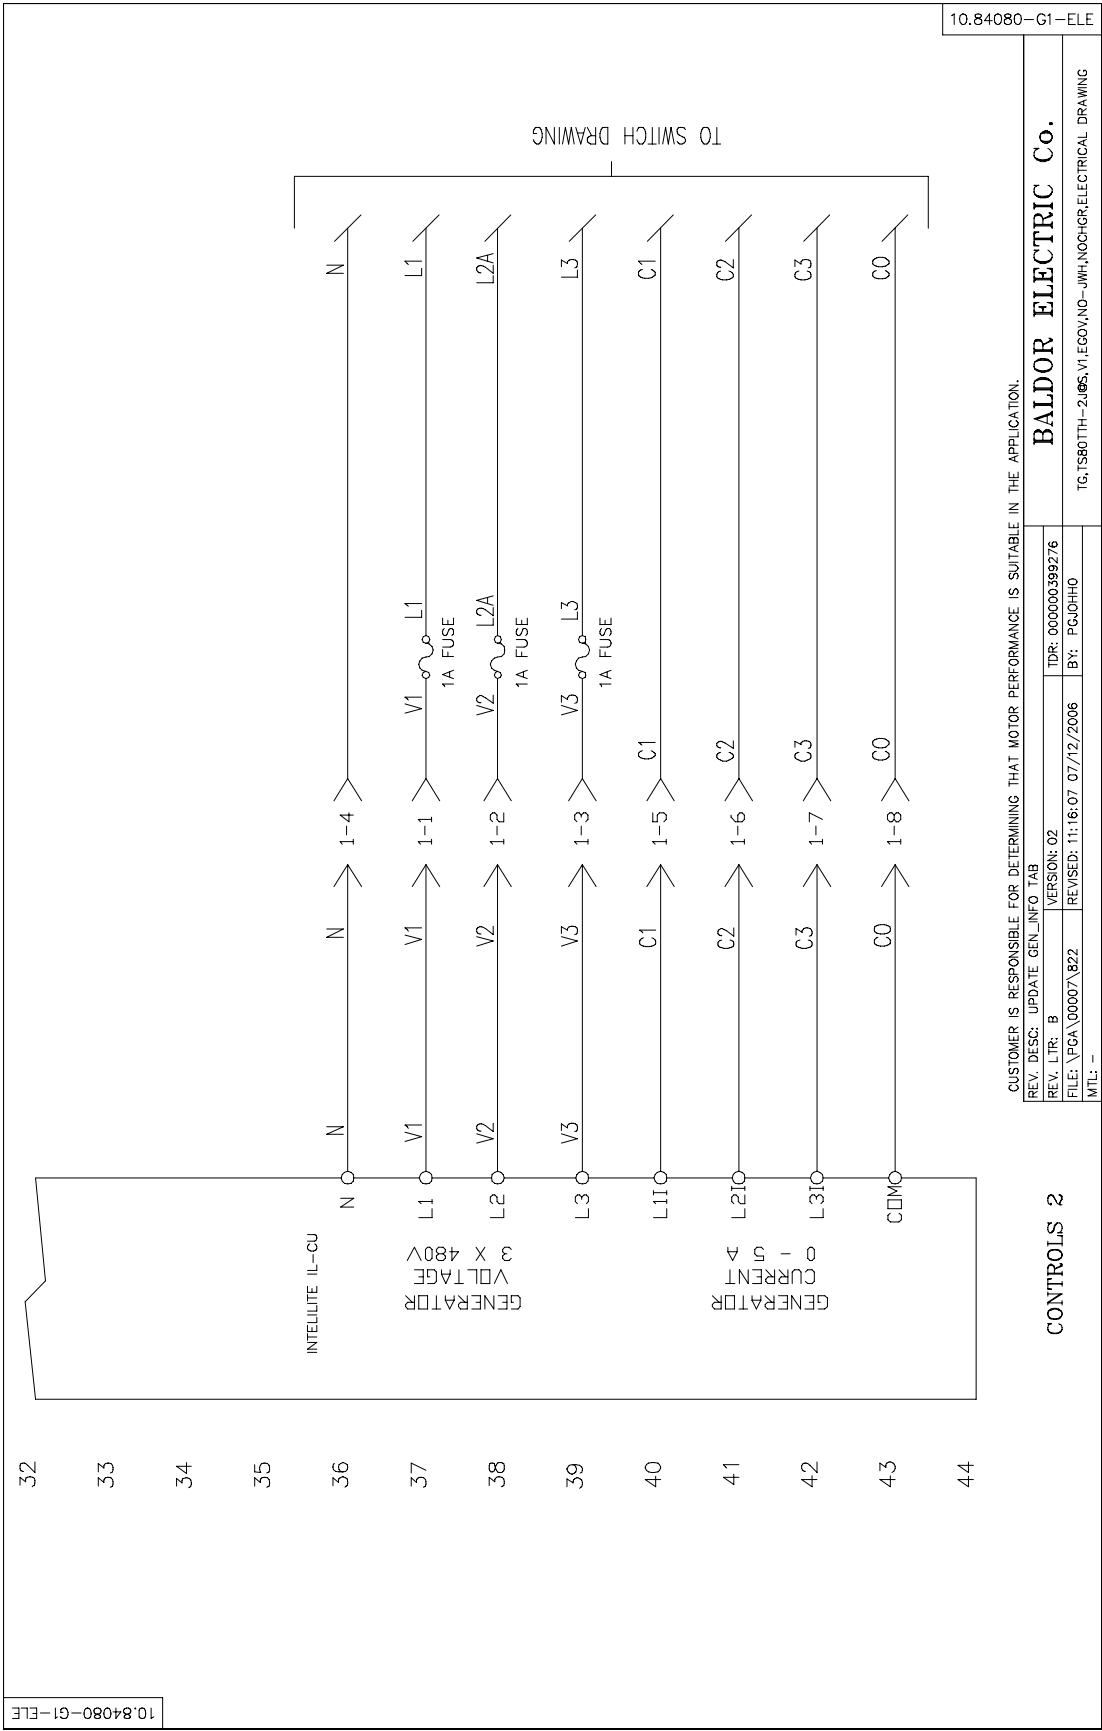 10.84080-G1-ELE
32
33
34
35
36
37
38
39
40
41
42
43
44
INTELILITE IL-CU
GENERATOR
VOLTAGE
3 X 480V
GENERATOR
CURRENT
0 - 5 A
N N N 1-4 N
L1 V1 V1 1-1 V1 L1 L1
1A FUSE
L2 V2 V2 1-2 V2 L2A L2A
1A FUSE
L3 V3 V3 1-3 V3 L3 L3
1A FUSE
L1I C1 1-5 C1 C1
L2I C2 1-6 C2 C2
L3I C3 1-7 C3 C3
COM C0 1-8 C0 C0
TO SWITCH DRAWING
CONTROLS 2
CUSTOMER IS RESPONSIBLE FOR DETERMINING THAT MOTOR PERFORMANCE IS SUITABLE IN THE APPLICATION.
REV. DESC: UPDATE GEN_INFO TAB
REV. LTR: B VERSION: 02 TDR: 000000399276
FILE: \PGA\00007\822 REVISED: 11:16:07 07/12/2006 BY: PGJOHHO
MTL: -
BALDOR ELECTRIC Co.
V1,EGOV,NO-JWH,NOCHGR,ELECTRICAL DRAWING
10.84080-G1-ELE